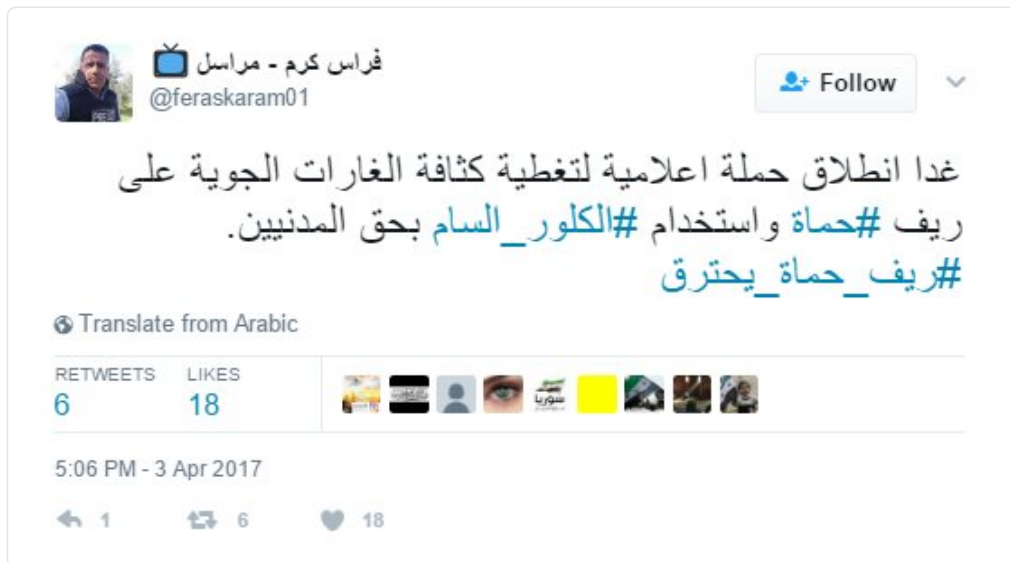 فراس كرم - مراسل
@feraskaram01
Follow
غدا انطلاق حملة اعلامية لتغطية كثافة الغارات الجوية على
ريف #حماة واستخدام #الكلور_السام بحق المدنيين.
#ريف_حماة_يحترق
Translate from Arabic
RETWEETS LIKES
6 18
سوريا
5:06 PM - 3 Apr 2017
1 6 18